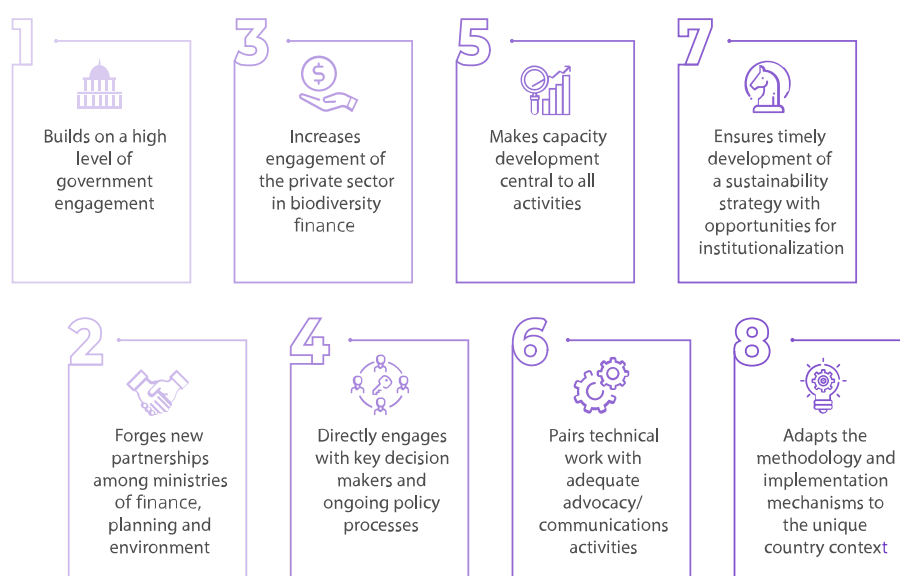 1
Builds on a high
level of
government
engagement
2
Forges new
partnerships
among ministries
of finance,
planning and
environment
3
Increases
engagement of
the private sector
in biodiversity
finance
4
Directly engages
with key decision
makers and
ongoing policy
processes
5
Makes capacity
development
central to all
activities
6
Pairs technical
work with
adequate
advocacy/
communications
activities
7
Ensures timely
development of
a sustainability
strategy with
opportunities for
institutionalization
8
Adapts the
methodology and
implementation
mechanisms to
the unique
country context